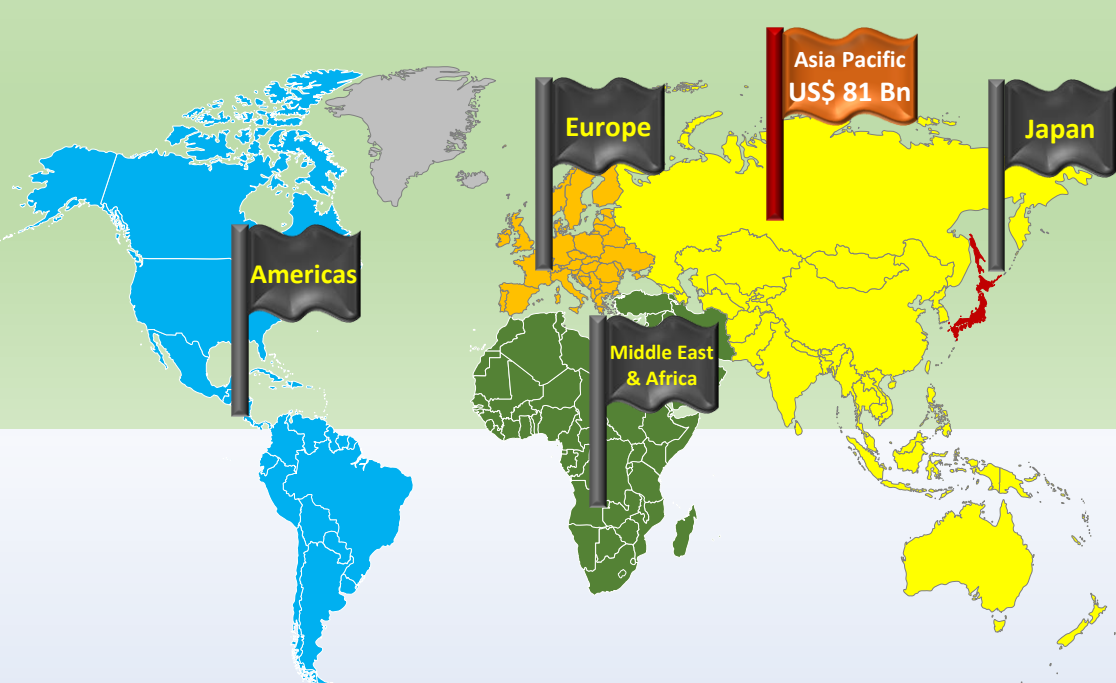 Asia Pacific
US$ 81 Bn
Europe
Japan
Americas
Middle East
& Africa